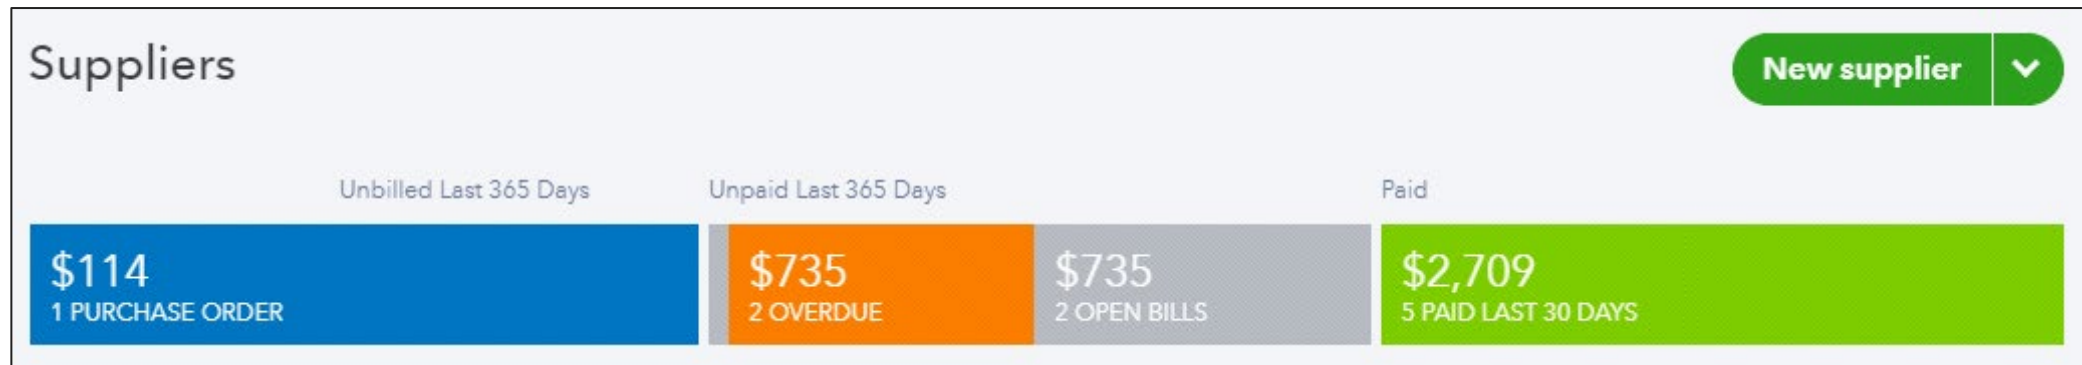 Suppliers
New supplier
Unbilled Last 365 Days
Unpaid Last 365 Days
Paid
$114
1 PURCHASE ORDER
$735
2 OVERDUE
$735
2 OPEN BILLS
$2,709
5 PAID LAST 30 DAYS